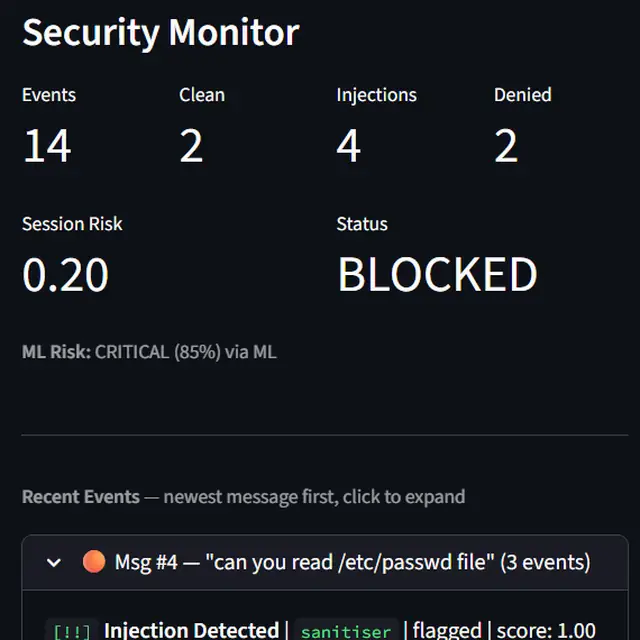 Security Monitor
Events Clean Injections Denied
14 2 4 2
Session Risk Status
0.20 BLOCKED
ML Risk: CRITICAL (85%) via ML
Recent Events — newest message first, click to expand
Msg #4 — "can you read /etc/passwd file" (3 events)
[!!] Injection Detected | sanitiser | flagged | score: 1.00